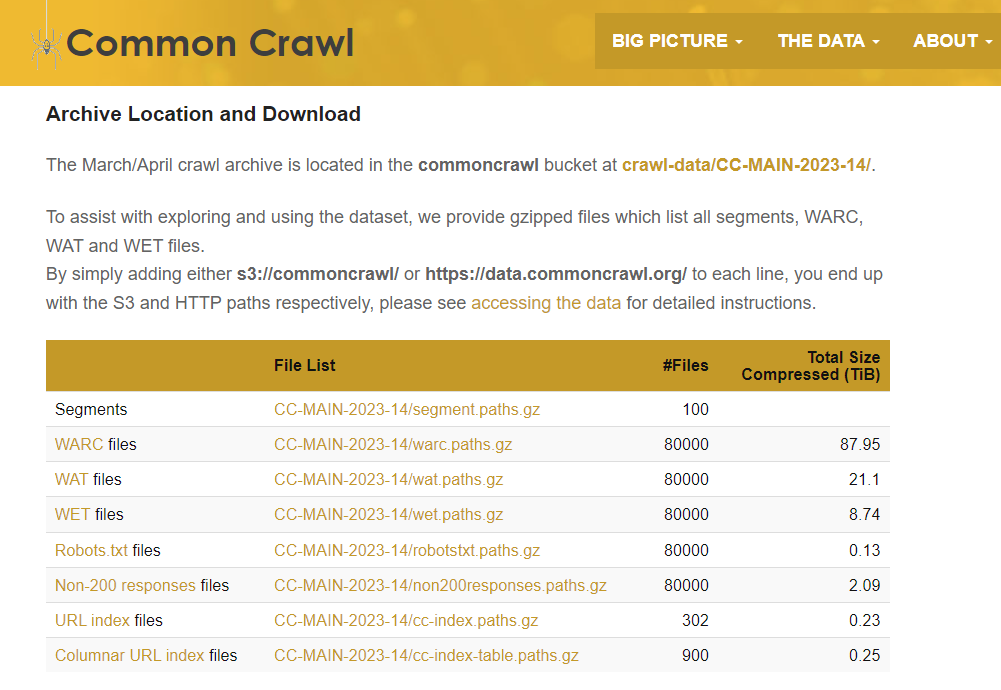 Common Crawl
BIG PICTURE THE DATA ABOUT
Archive Location and Download
The March/April crawl archive is located in the commoncrawl bucket at crawl-data/CC-MAIN-2023-14/.
To assist with exploring and using the dataset, we provide gzipped files which list all segments, WARC,
WAT and WET files.
By simply adding either s3://commoncrawl/ or https://data.commoncrawl.org/ to each line, you end up
with the S3 and HTTP paths respectively, please see accessing the data for detailed instructions.
File List #Files Total Size
Compressed (TiB)
Segments CC-MAIN-2023-14/segment.paths.gz 100
WARC files CC-MAIN-2023-14/warc.paths.gz 80000 87.95
WAT files CC-MAIN-2023-14/wat.paths.gz 80000 21.1
WET files CC-MAIN-2023-14/wet.paths.gz 80000 8.74
Robots.txt files CC-MAIN-2023-14/robotstxt.paths.gz 80000 0.13
Non-200 responses files CC-MAIN-2023-14/non200responses.paths.gz 80000 2.09
URL index files CC-MAIN-2023-14/cc-index.paths.gz 302 0.23
Columnar URL index files CC-MAIN-2023-14/cc-index-table.paths.gz 900 0.25